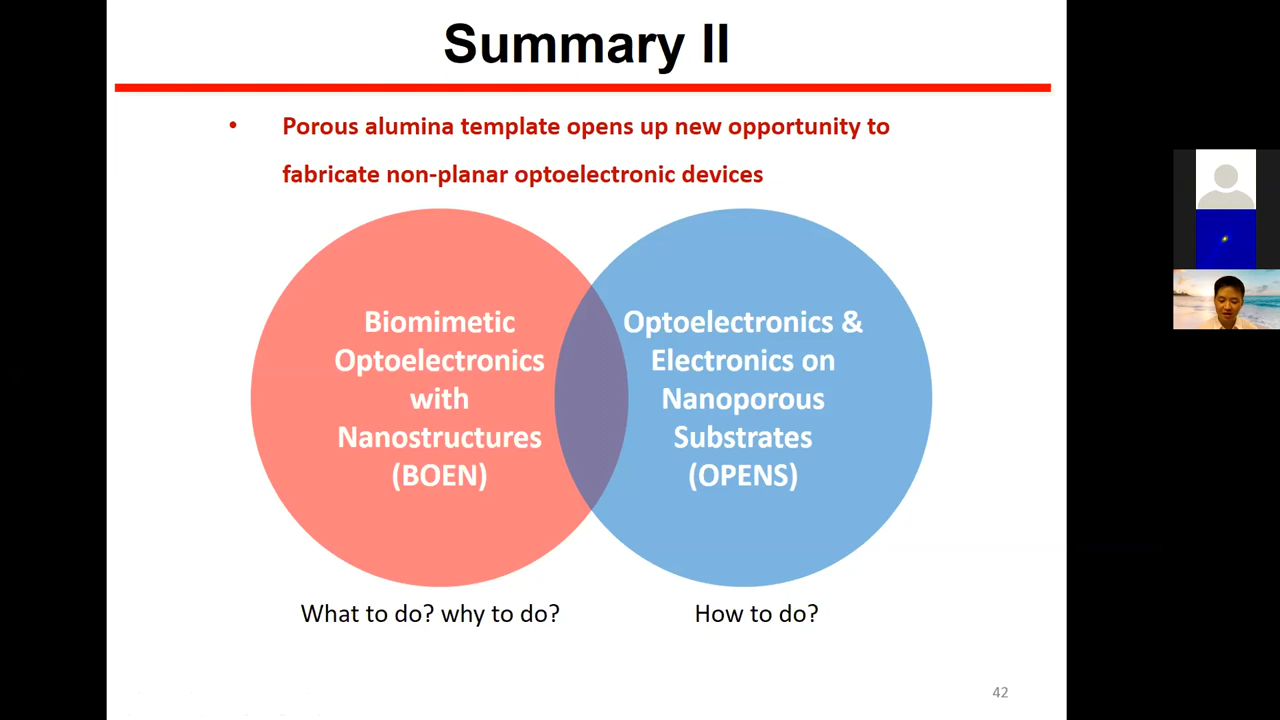 Summary II
• Porous alumina template opens up new opportunity to
fabricate non-planar optoelectronic devices
Biomimetic
Optoelectronics
with
Nanostructures
(BOEN)
Optoelectronics &
Electronics on
Nanoporous
Substrates
(OPENS)
What to do? why to do?
How to do?
42